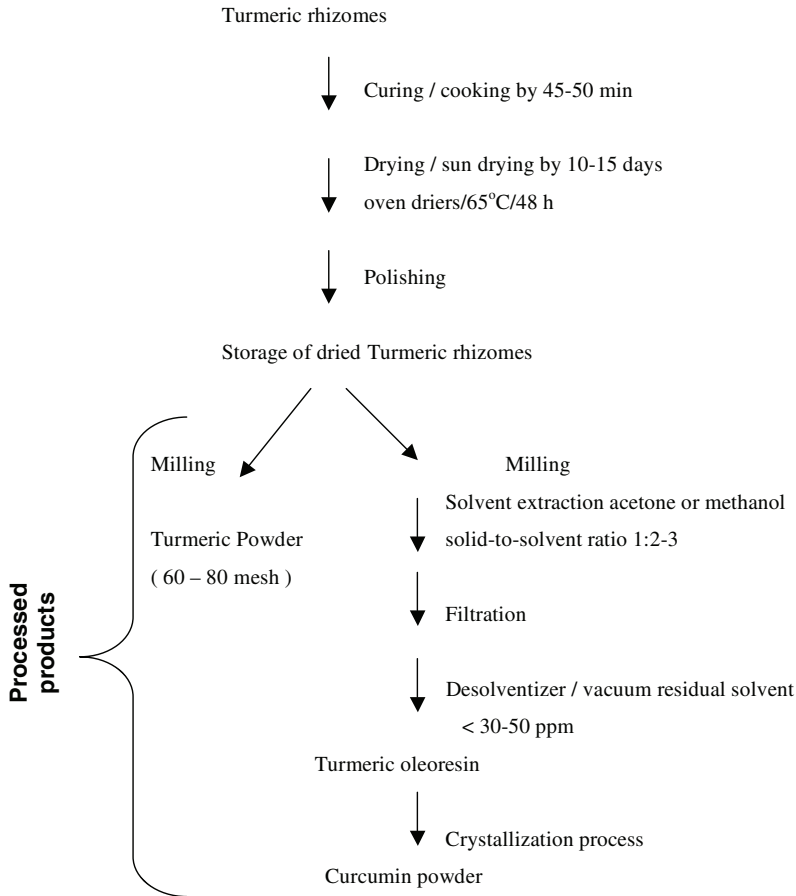 Turmeric rhizomes
Curing / cooking by 45-50 min
Drying / sun drying by 10-15 days
oven driers/65°C/48 h
Polishing
Storage of dried Turmeric rhizomes
Processed
products
Milling
Turmeric Powder
( 60 – 80 mesh )
Milling
Solvent extraction acetone or methanol
solid-to-solvent ratio 1:2-3
Filtration
Desolventizer / vacuum residual solvent
< 30-50 ppm
Turmeric oleoresin
Crystallization process
Curcumin powder